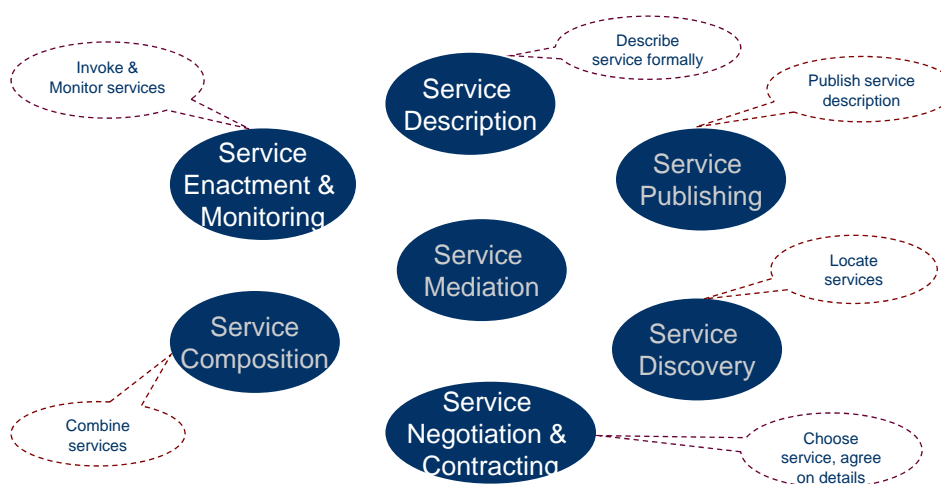 Describe
service formally
Invoke &
Monitor services
Service
Description
Publish service
description
Service
Enactment &
Monitoring
Service
Publishing
Service
Mediation
Locate
services
Service
Composition
Service
Discovery
Combine
services
Service
Negotiation &
Contracting
Choose
service, agree
on details